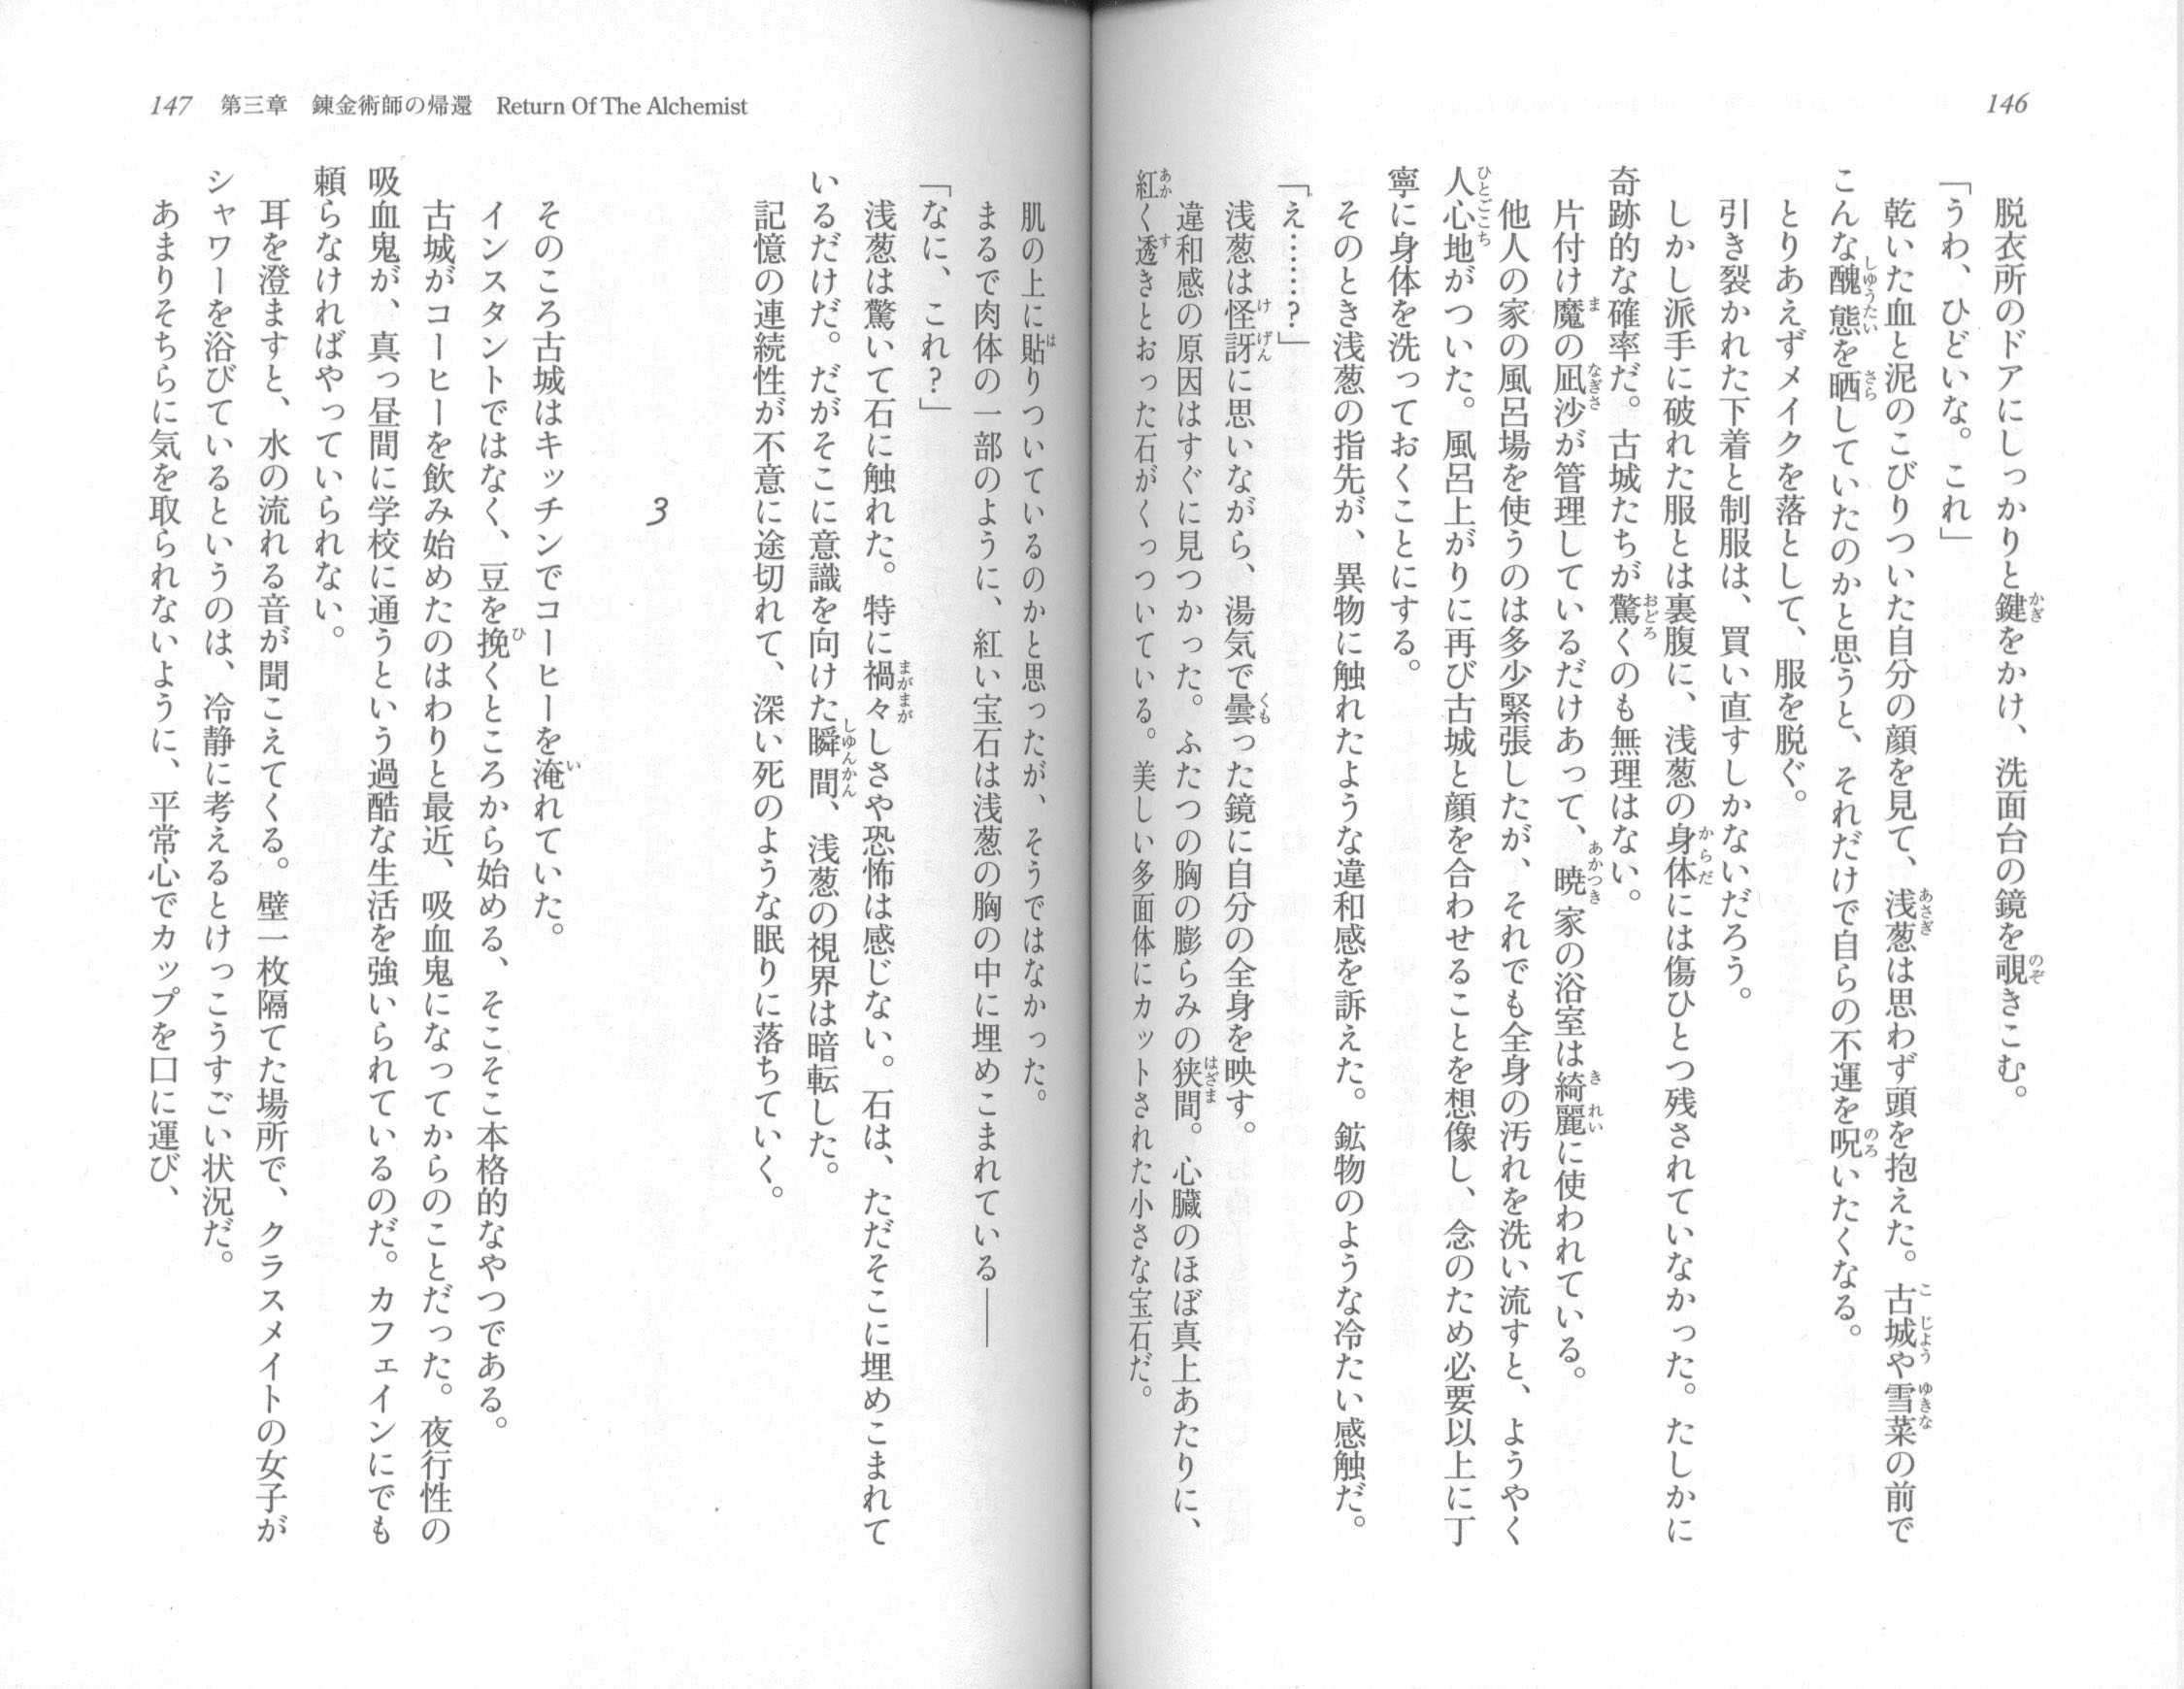 146
脱衣所のドアにしっかりと鍵をかけ、洗面台の鏡を覗きこむ。
「うわ、ひどいな。これ」
乾いた血と泥のこびりついた自分の顔を見て、浅葱は思わず頭を抱えた。古城や雪菜の前で
こんな醜態を晒していたのかと思うと、それだけで自らの不運を呪いたくなる。
とりあえずメイクを落として、服を脱ぐ。
引き裂かれた下着と制服は、買い直すしかないだろう。
しかし派手に破れた服とは裏腹に、浅葱の身体には傷ひとつ残されていなかった。たしかに
奇跡的な確率だ。古城たちが驚くのも無理はない。
片付け魔の凪沙が管理しているだけあって、暁家の浴室は綺麗に使われている。
他人の家の風呂場を使うのは多少緊張したが、それでも全身の汚れを洗い流すと、ようやく
人心地がついた。風呂上がりに再び古城と顔を合わせることを想像し、念のため必要以上に丁
寧に身体を洗っておくことにする。
そのとき浅葱の指先が、異物に触れたような違和感を訴えた。鉱物のような冷たい感触だ。
「え……？」
浅葱は怪訝に思いながら、湯気で曇った鏡に自分の全身を映す。
違和感の原因はすぐに見つかった。ふたつの胸の膨らみの狭間。心臓のほぼ真上あたりに、
紅く透きとおった石がくっついている。美しい多面体にカットされた小さな宝石だ。
147 第三章 錬金術師の帰還 Return Of The Alchemist
肌の上に貼りついているのかと思ったが、そうではなかった。
まるで肉体の一部のように、紅い宝石は浅葱の胸の中に埋めこまれている――
「なに、これ？」
浅葱は驚いて石に触れた。特に禍々しさや恐怖は感じない。石は、ただそこに埋めこまれて
いるだけだ。だがそこに意識を向けた瞬間、浅葱の視界は暗転した。
記憶の連続性が不意に途切れて、深い死のような眠りに落ちていく。
3
そのころ古城はキッチンでコーヒーを淹れていた。
インスタントではなく、豆を挽くところから始める、そこそこ本格的なやつである。
古城がコーヒーを飲み始めたのはわりと最近、吸血鬼になってからのことだった。夜行性の
吸血鬼が、真っ昼間に学校に通うという過酷な生活を強いられているのだ。カフェインにでも
頼らなければやっていられない。
耳を澄ますと、水の流れる音が聞こえてくる。壁一枚隔てた場所で、クラスメイトの女子が
シャワーを浴びているというのは、冷静に考えるとけっこうすごい状況だ。
あまりそちらに気を取られないように、平常心でカップを口に運び、